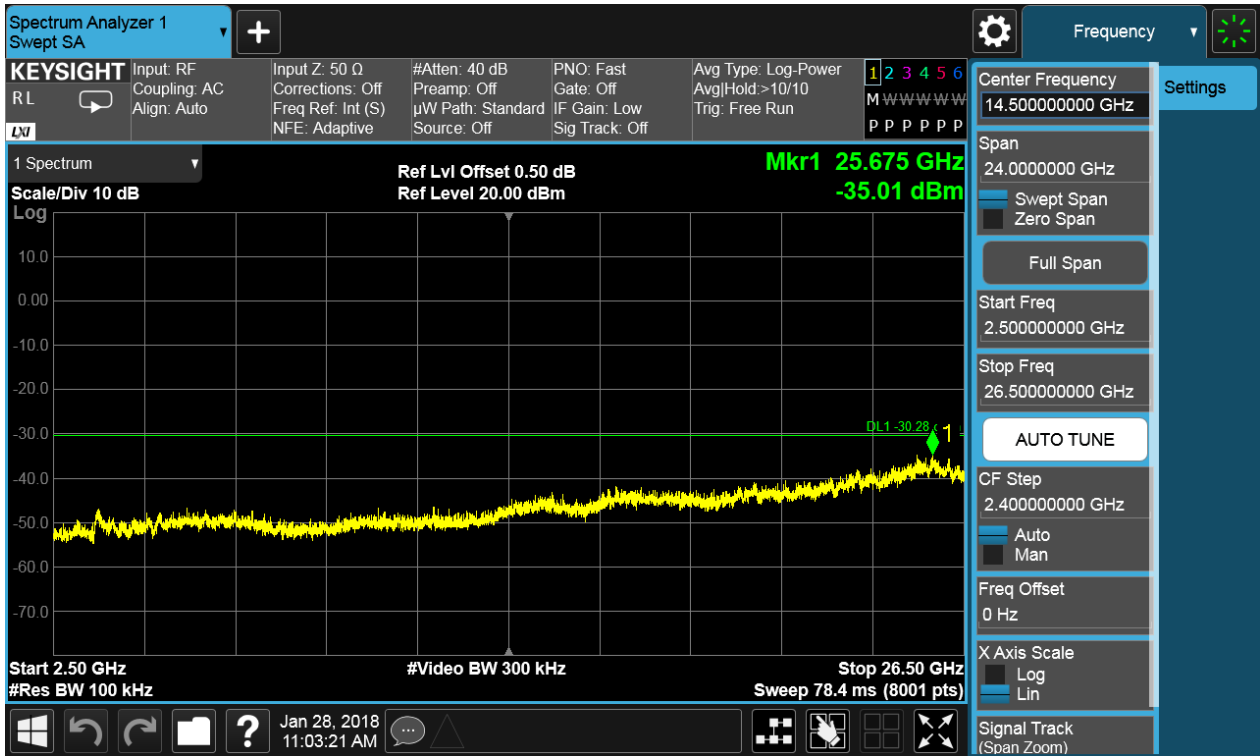 Spectrum Analyzer 1
Swept SA
+
Frequency
KEYSIGHT
R L
LXI
Input: RF
Coupling: AC
Align: Auto
Input Z: 50 Ω
Corrections: Off
Freq Ref: Int (S)
NFE: Adaptive
#Atten: 40 dB
Preamp: Off
µW Path: Standard
Source: Off
PNO: Fast
Gate: Off
IF Gain: Low
Sig Track: Off
Avg Type: Log-Power
Avg|Hold:>10/10
Trig: Free Run
1 2 3 4 5 6
M W W W W W
P P P P P P
1 Spectrum
Scale/Div 10 dB
Log
Ref Lvl Offset 0.50 dB
Ref Level 20.00 dBm
Mkr1 25.675 GHz
-35.01 dBm
10.0
0.00
-10.0
-20.0
-30.0
-40.0
-50.0
-60.0
-70.0
DL1 -30.28
1
Start 2.50 GHz
#Res BW 100 kHz
#Video BW 300 kHz
Stop 26.50 GHz
Sweep 78.4 ms (8001 pts)
?
Jan 28, 2018
11:03:21 AM
Center Frequency
14.500000000 GHz
Span
24.0000000 GHz
Swept Span
Zero Span
Full Span
Start Freq
2.500000000 GHz
Stop Freq
26.500000000 GHz
AUTO TUNE
CF Step
2.400000000 GHz
Auto
Man
Freq Offset
0 Hz
X Axis Scale
Log
Lin
Signal Track
(Span Zoom)
Settings